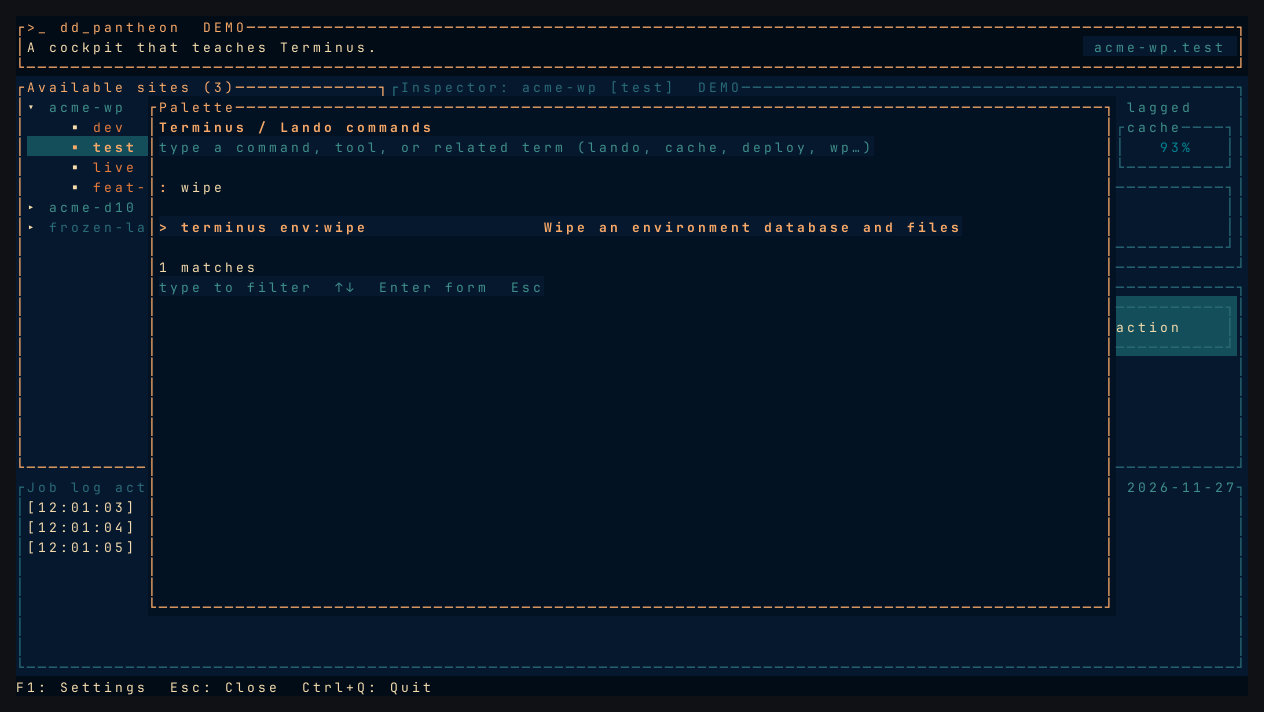 >_ dd_pantheon  DEMO
A cockpit that teaches Terminus.
acme-wp.test
Available sites (3)
Inspector: acme-wp [test]  DEMO
▾ acme-wp
▪ dev
▪ test
▪ live
▪ feat-
▸ acme-d10
▸ frozen-la
Palette
Terminus / Lando commands
type a command, tool, or related term (lando, cache, deploy, wp…)
: wipe
> terminus env:wipe                Wipe an environment database and files
1 matches
type to filter  ↑↓  Enter form  Esc
lagged
cache
93%
action
Job log act
2026-11-27
[12:01:03]
[12:01:04]
[12:01:05]
F1: Settings  Esc: Close  Ctrl+Q: Quit